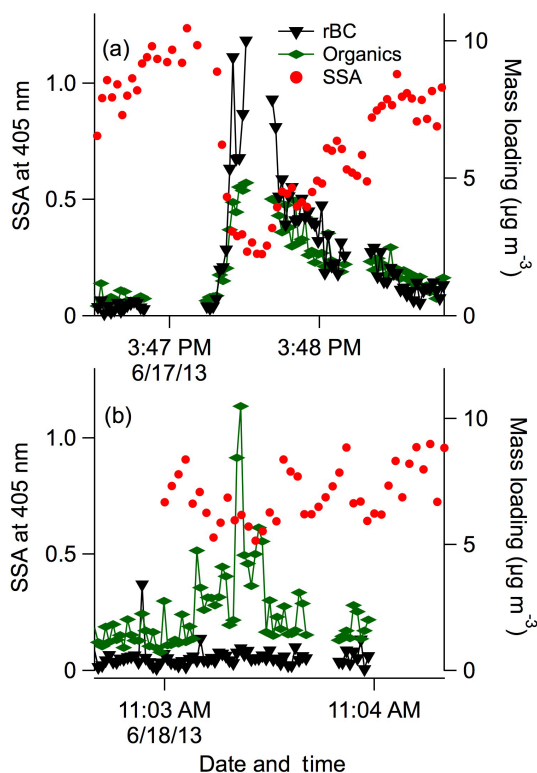 (a)
rBC
Organics
SSA
1.0
0.5
0
SSA at 405 nm
10
5
0
Mass loading (µg m-3)
3:47 PM
3:48 PM
6/17/13
(b)
1.0
0.5
0
SSA at 405 nm
10
5
0
Mass loading (µg m-3)
11:03 AM
11:04 AM
6/18/13
Date and time